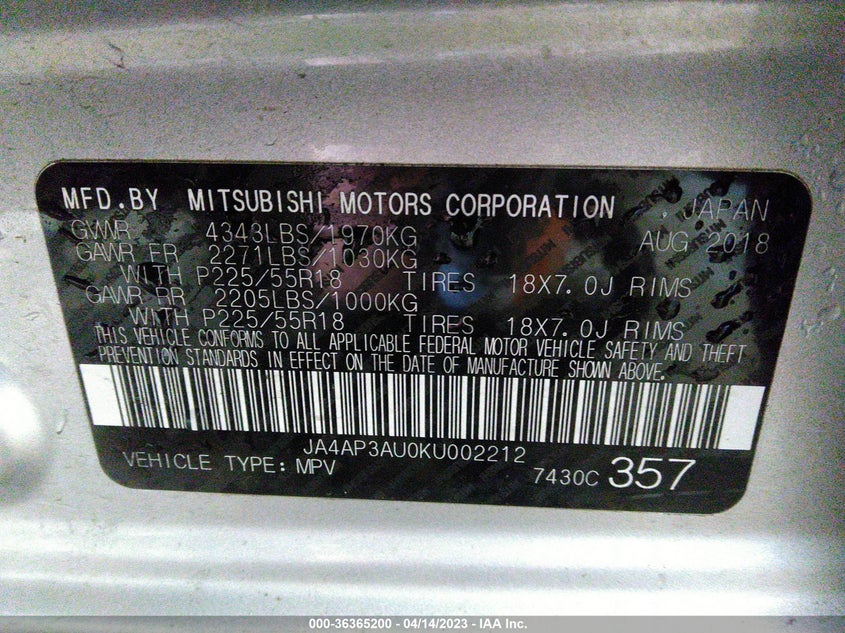 MFD.BY MITSUBISHI MOTORS CORPORATION JAPAN
GVWR 4343LBS/1970KG AUG 2018
GAWR FR 2271LBS/1030KG
WITH P225/55R18 TIRES 18X7.0J RIMS
GAWR RR 2205LBS/1000KG
WITH P225/55R18 TIRES 18X7.0J RIMS
THIS VEHICLE CONFORMS TO ALL APPLICABLE FEDERAL MOTOR VEHICLE SAFETY AND THEFT
PREVENTION STANDARDS IN EFFECT ON THE DATE OF MANUFACTURE SHOWN ABOVE.
JA4AP3AU0KU002212
VEHICLE TYPE: MPV 7430C 357
000-36365200 - 04/14/2023 - IAA Inc.